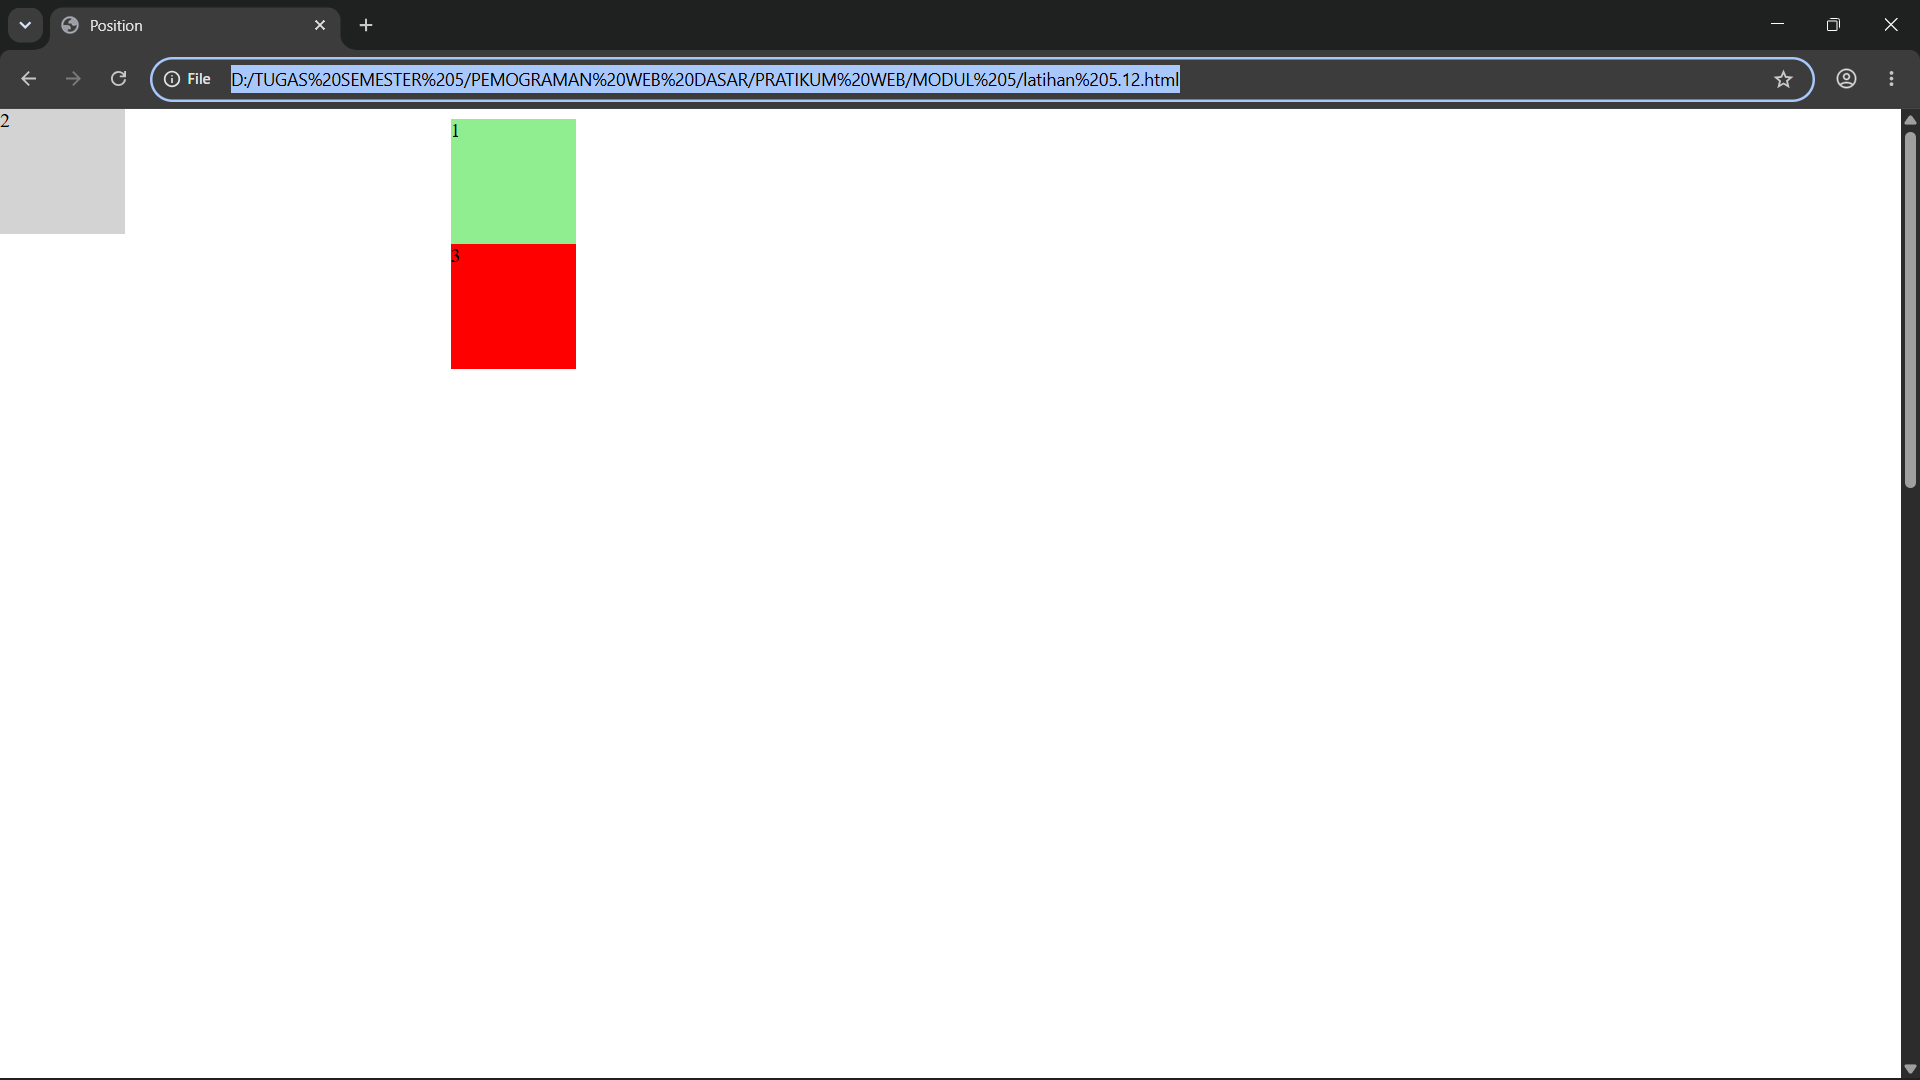 Position
File D:/TUGAS%20SEMESTER%205/PEMOGRAMAN%20WEB%20DASAR/PRATIKUM%20WEB/MODUL%205/latihan%205.12.html
2
1
3